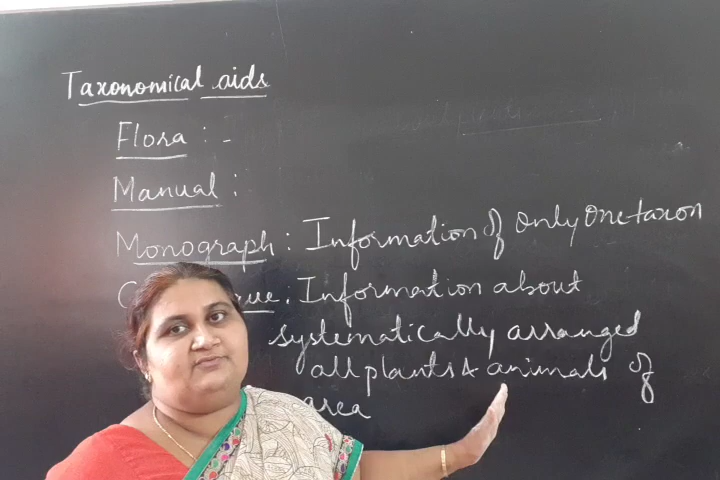 Taxonomical aids
Flora : -
Manual :
Monograph : Information of only one taxon
: Information about
systematically arranged
all plants & animals of
area